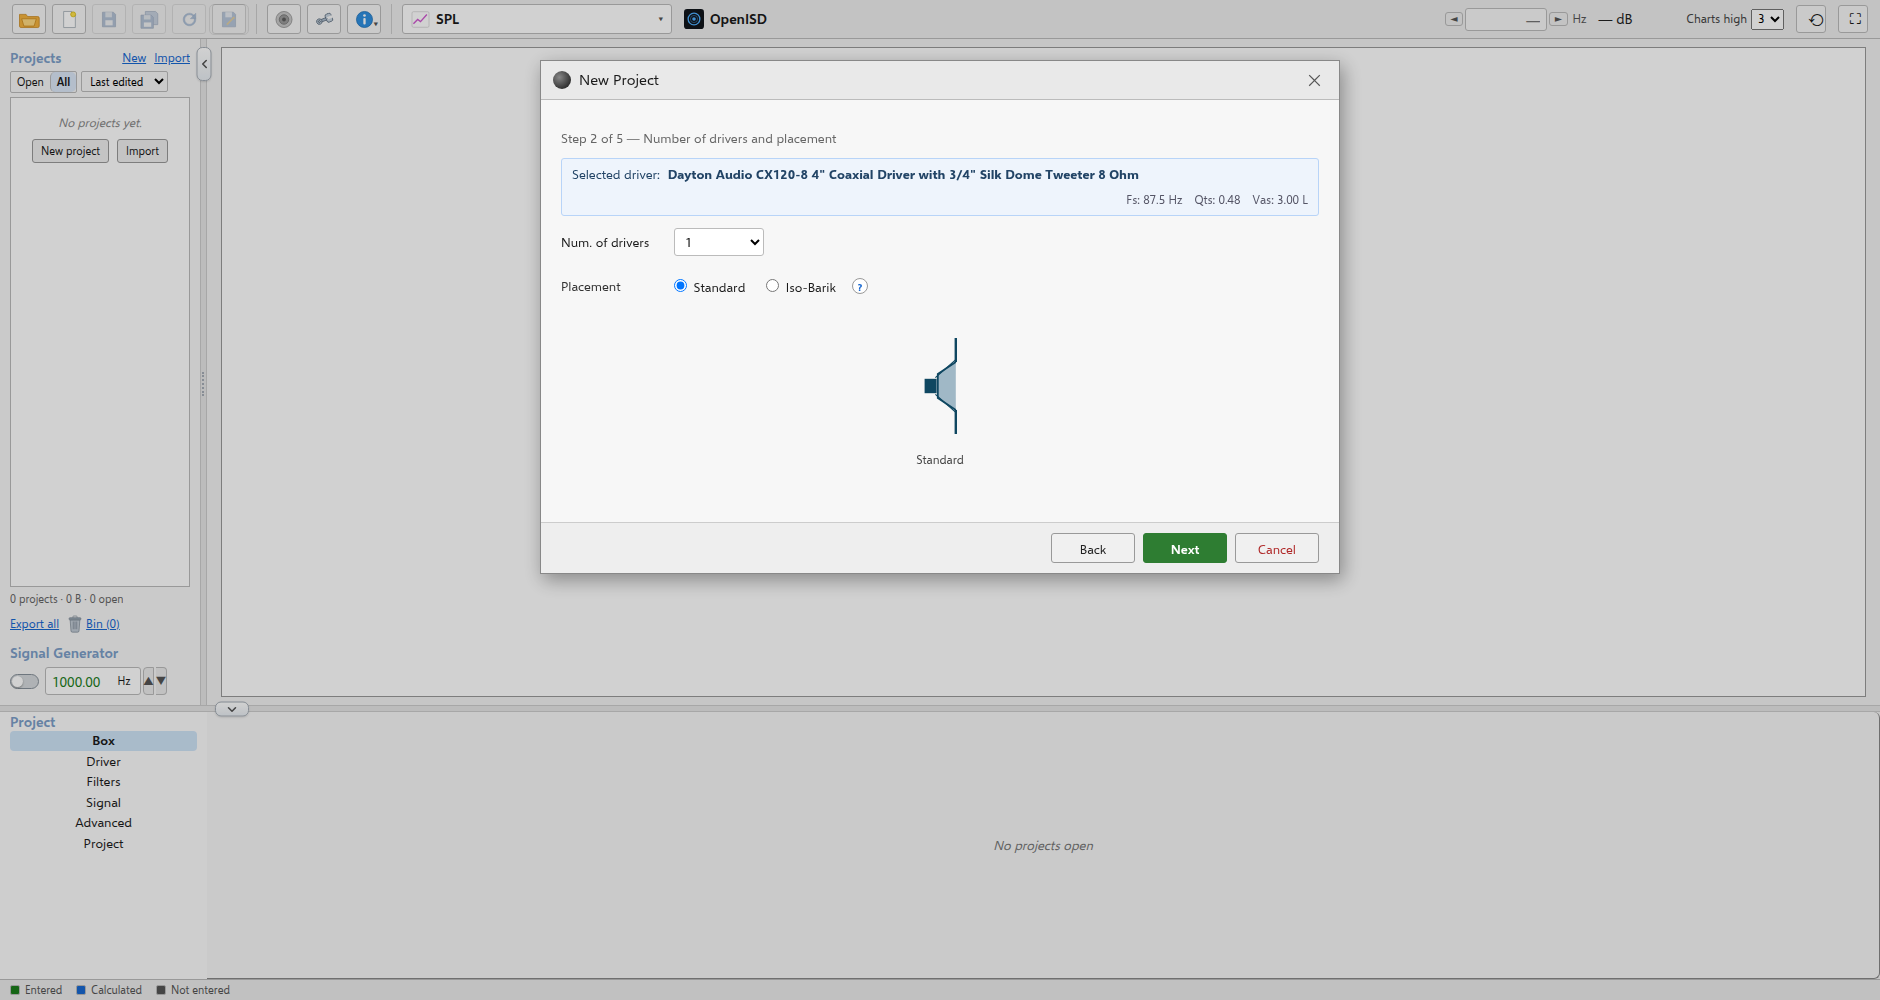 SPL
OpenISD
—
Hz
— dB
Charts high
3
Projects
New
Import
Open
All
Last edited
No projects yet.
New project
Import
0 projects · 0 B · 0 open
Export all
Bin (0)
Signal Generator
1000.00
Hz
New Project
Step 2 of 5 — Number of drivers and placement
Selected driver: Dayton Audio CX120-8 4" Coaxial Driver with 3/4" Silk Dome Tweeter 8 Ohm
Fs: 87.5 Hz Qts: 0.48 Vas: 3.00 L
Num. of drivers
1
Placement
Standard
Iso-Barik
?
Standard
Back
Next
Cancel
Project
Box
Driver
Filters
Signal
Advanced
Project
No projects open
Entered
Calculated
Not entered